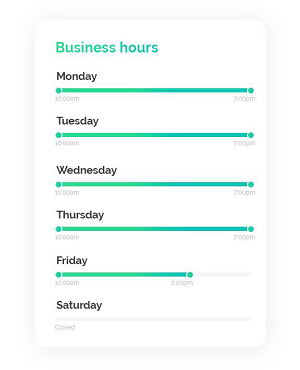 Business hours
Monday
10:00am 7:00pm
Tuesday
10:00am 7:00pm
Wednesday
10:00am 7:00pm
Thursday
10:00am 7:00pm
Friday
10:00am 2:00pm
Saturday
Closed